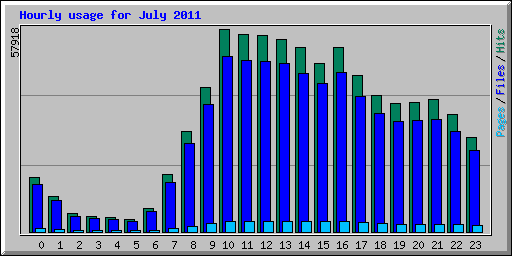 Hourly usage for July 2011
57918
Pages/Files/Hits
0 1 2 3 4 5 6 7 8 9 10 11 12 13 14 15 16 17 18 19 20 21 22 23